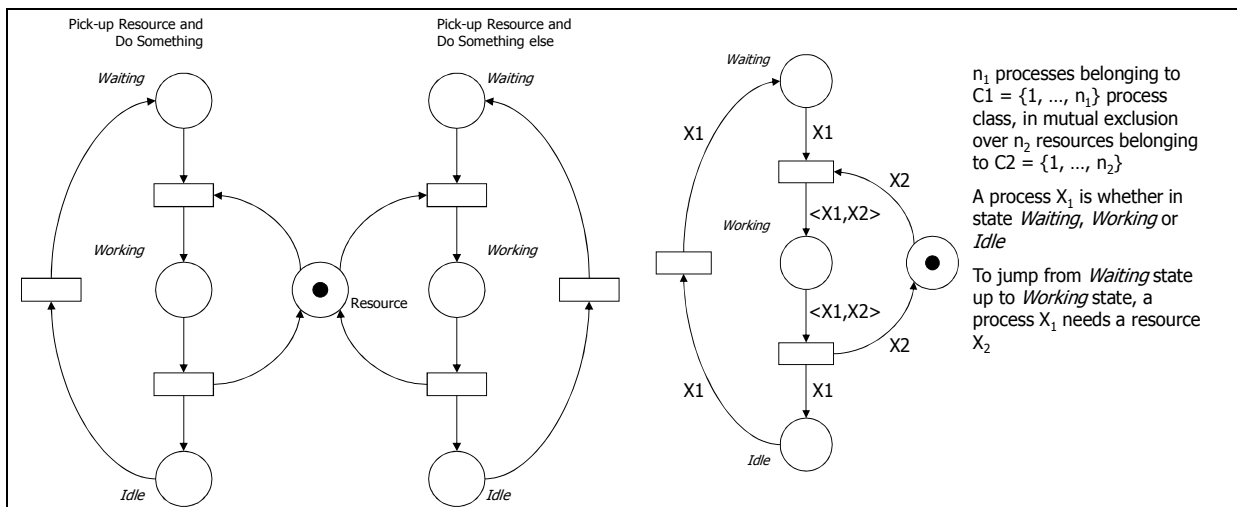 Pick-up Resource and
Do Something
Pick-up Resource and
Do Something else
Waiting
Working
Idle
Resource
Waiting
Working
Idle
Waiting
X1
X1
X2
<X1,X2>
Working
<X1,X2>
X2
X1
X1
Idle
n₁ processes belonging to
C1 = {1, ..., n₁} process
class, in mutual exclusion
over n₂ resources belonging
to C2 = {1, ..., n₂}
A process X₁ is whether in
state Waiting, Working or
Idle
To jump from Waiting state
up to Working state, a
process X₁ needs a resource
X₂